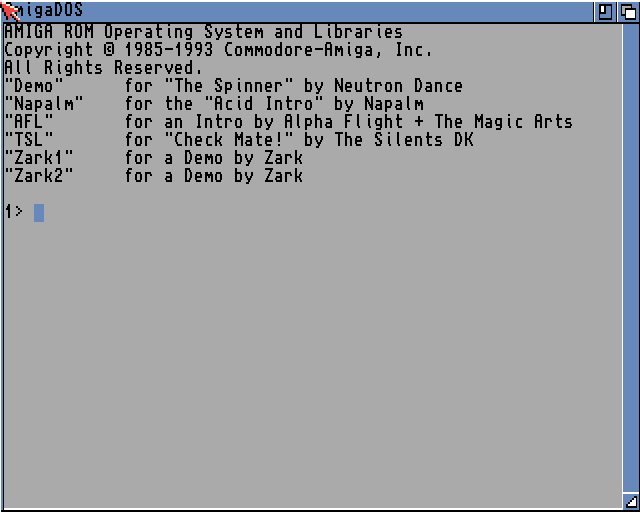 AmigaDOS
AMIGA ROM Operating System and Libraries
Copyright © 1985-1993 Commodore-Amiga, Inc.
All Rights Reserved.
"Demo" for "The Spinner" by Neutron Dance
"Napalm" for the "Acid Intro" by Napalm
"AFL" for an Intro by Alpha Flight + The Magic Arts
"TSL" for "Check Mate!" by The Silents DK
"Zark1" for a Demo by Zark
"Zark2" for a Demo by Zark
1>